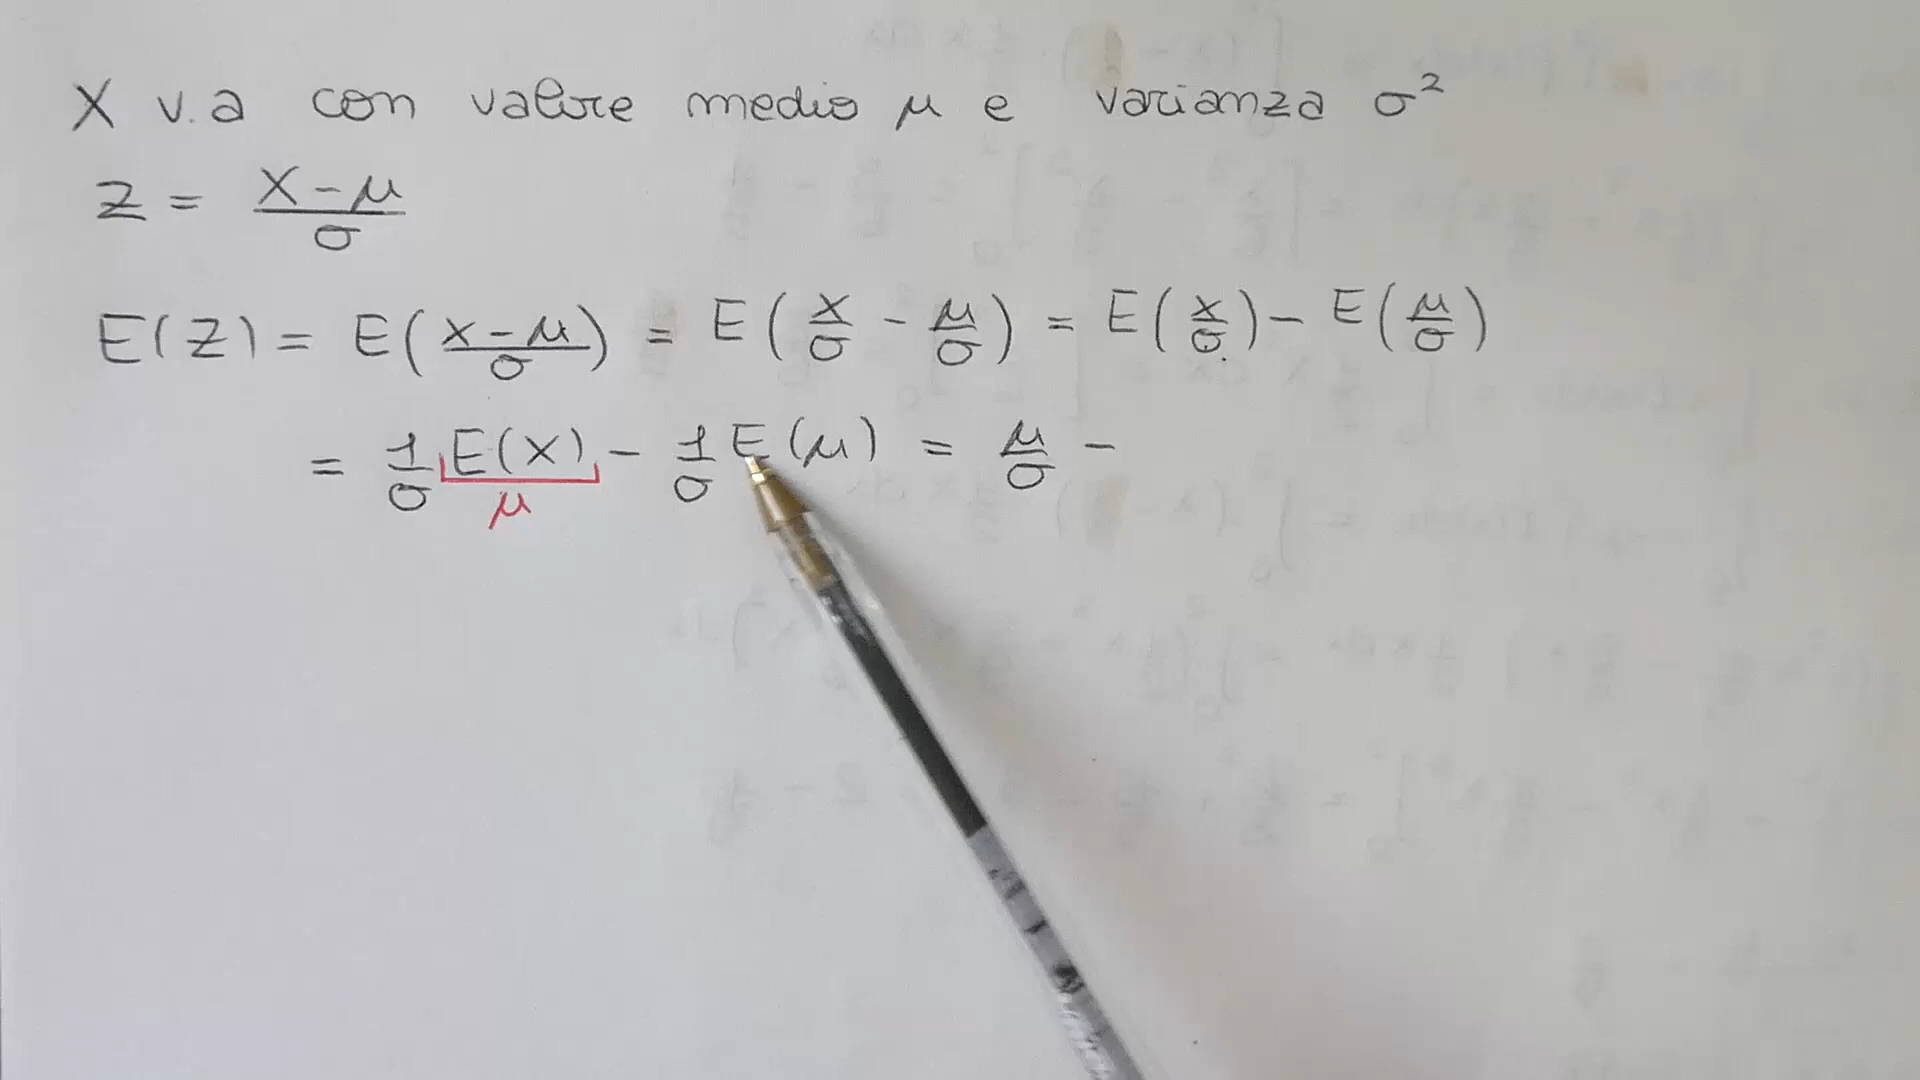 X v.a con valore medio μ e varianza σ²
Z = (X - μ)/σ
E(Z) = E((X - μ)/σ) = E(X/σ - μ/σ) = E(X/σ) - E(μ/σ)
= 1/σ E(X) - 1/σ E(μ) = μ/σ -
μ